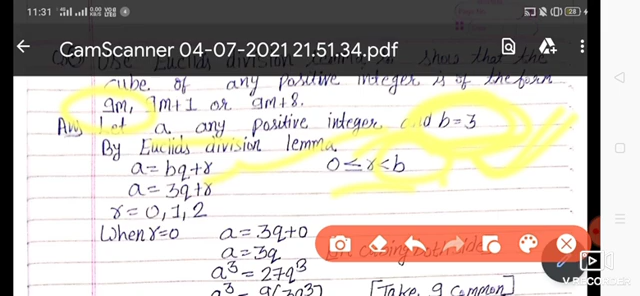 11:31
28
CamScanner 04-07-2021 21.51.34.pdf
Use Euclids division to show that the
cube of any positive integer is of the form
9m, 9m+1 or 9m+8.
Ans Let a, any positive integer and b=3
By Euclids division lemma
a = bq+r 0≤r<b
a = 3q+r
r = 0, 1, 2
When r=0 a = 3q+0
a = 3q
a³ = 27q³
[Take 9 common]
V RECORDER